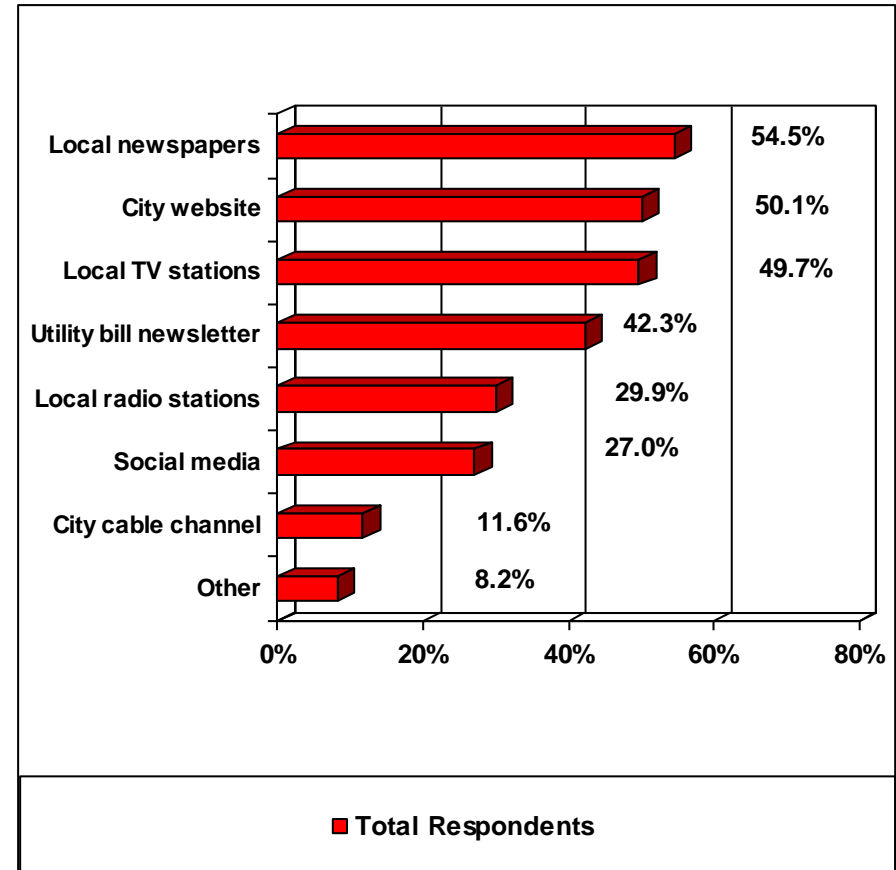 Local newspapers 54.5%
City website 50.1%
Local TV stations 49.7%
Utility bill newsletter 42.3%
Local radio stations 29.9%
Social media 27.0%
City cable channel 11.6%
Other 8.2%
0% 20% 40% 60% 80%
Total Respondents